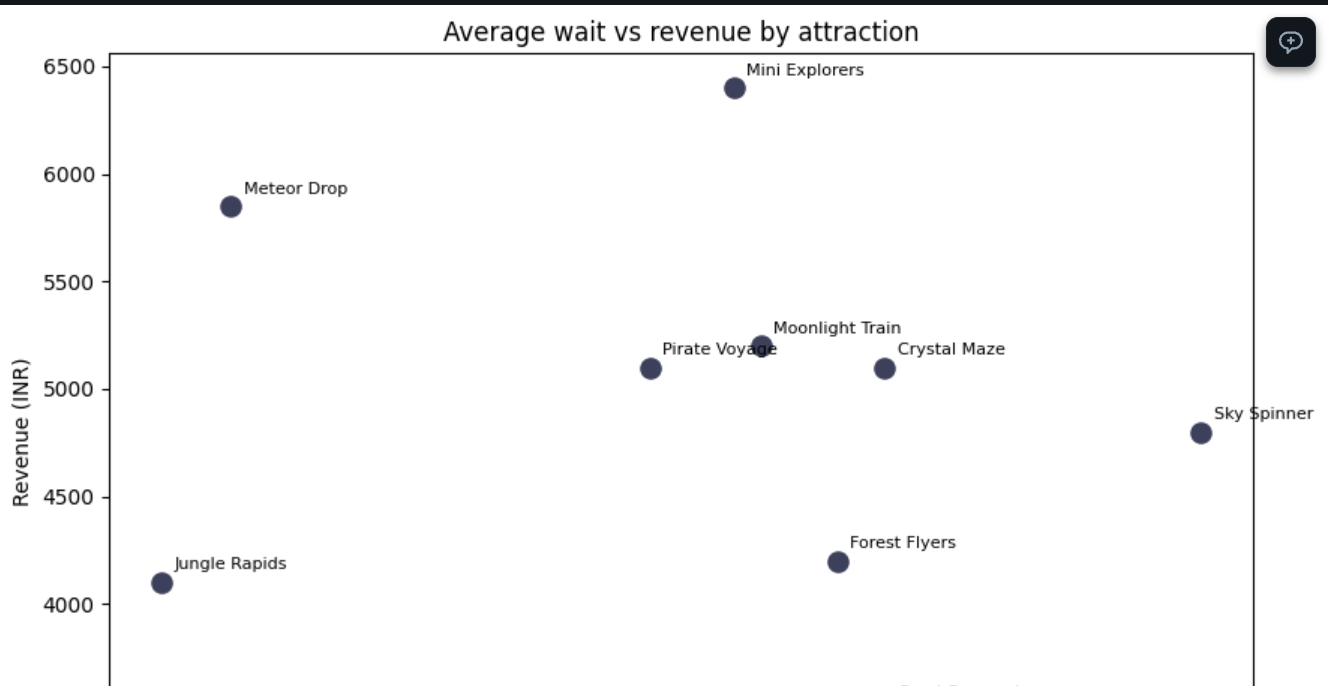 Average wait vs revenue by attraction
6500
Mini Explorers
6000
Meteor Drop
5500
Moonlight Train
Pirate Voyage
Crystal Maze
5000
Sky Spinner
Revenue (INR)
4500
Forest Flyers
Jungle Rapids
4000